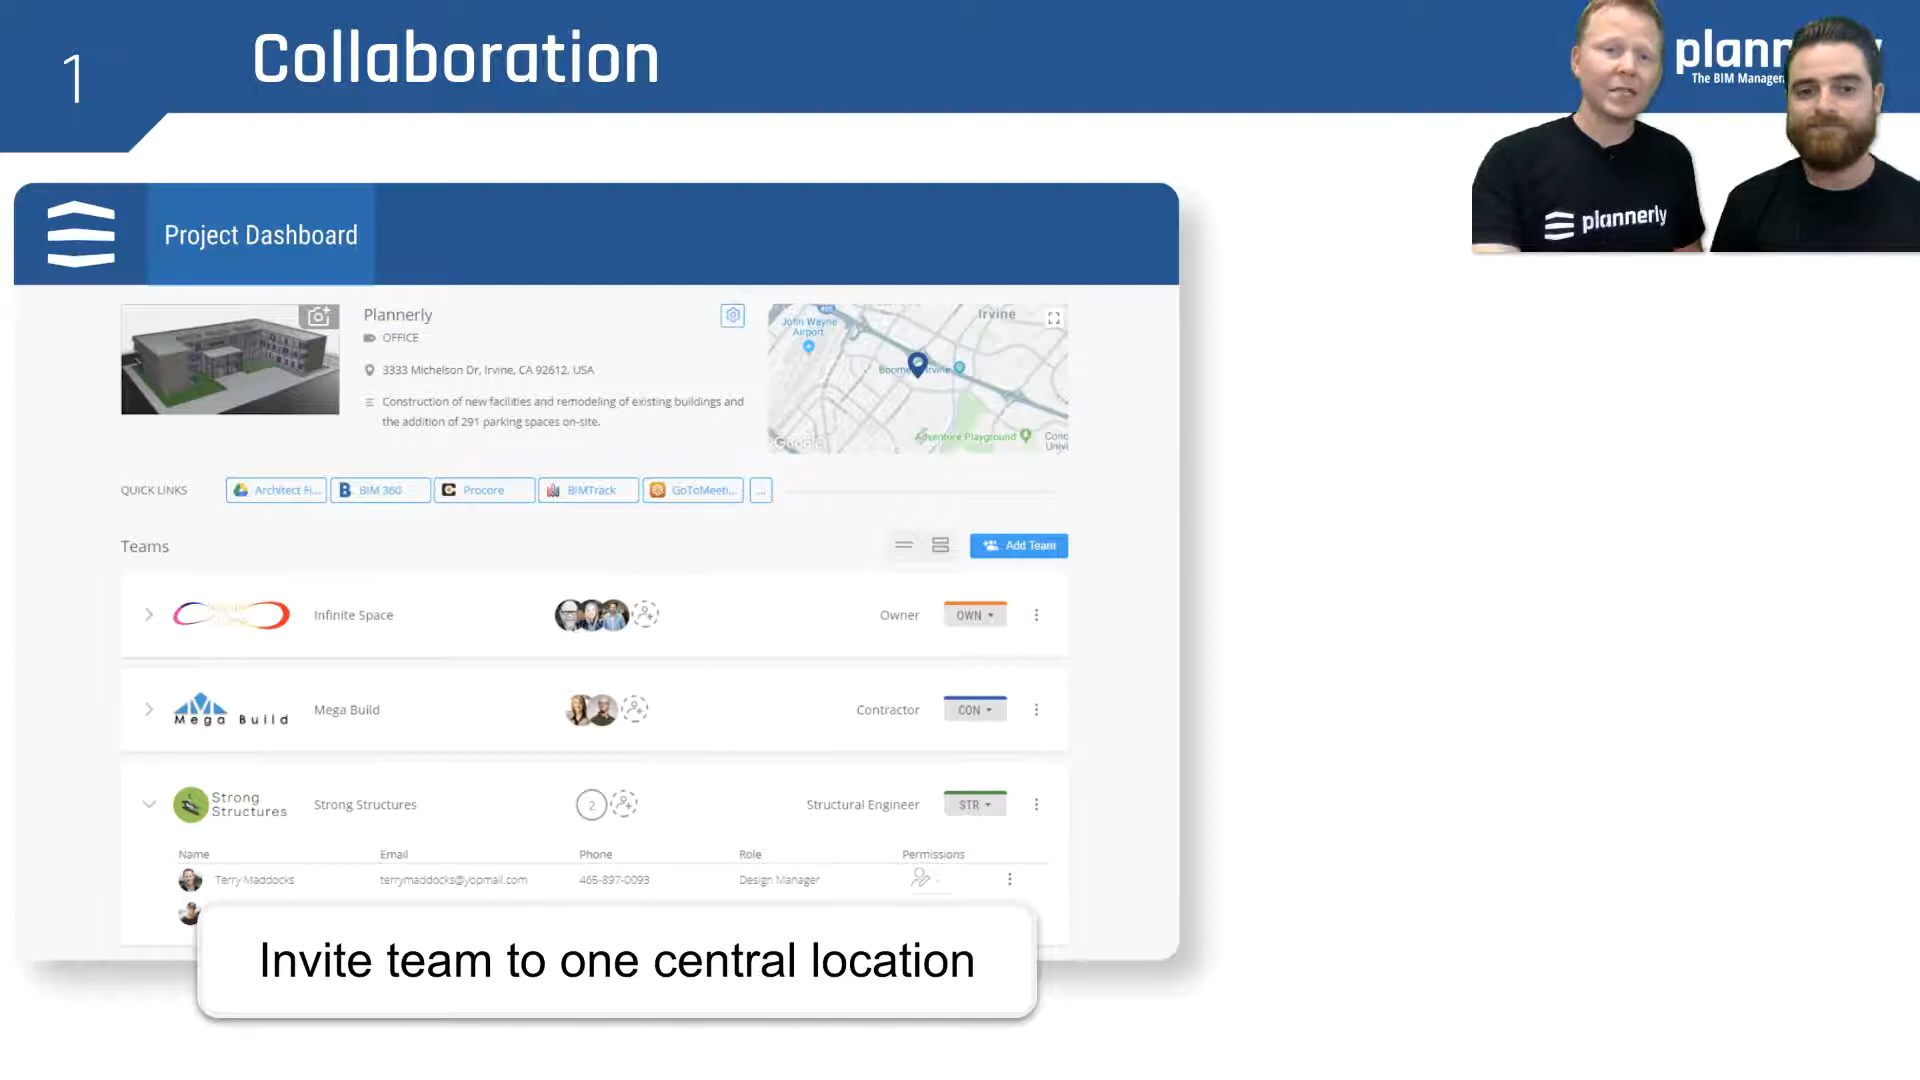 1
Collaboration
plann
The BIM Manager
plannerly
Project Dashboard
Plannerly
OFFICE
3333 Michelson Dr, Irvine, CA 92612, USA
Construction of new facilities and remodeling of existing buildings and
the addition of 291 parking spaces on-site.
John Wayne
Airport
Irvine
Adventure Playground
Conc
Univ
Google
QUICK LINKS
Architect Fi...
BIM 360
Procore
BIMTrack
GoToMeeti...
...
Teams
Add Team
Infinite Space
Owner
OWN
Mega Build
Mega Build
Contractor
CON
Strong
Structures
Strong Structures
2
Structural Engineer
STR
Name Email Phone Role Permissions
Terry Maddocks terrymaddocks@yopmail.com 465-897-0093 Design Manager
Invite team to one central location